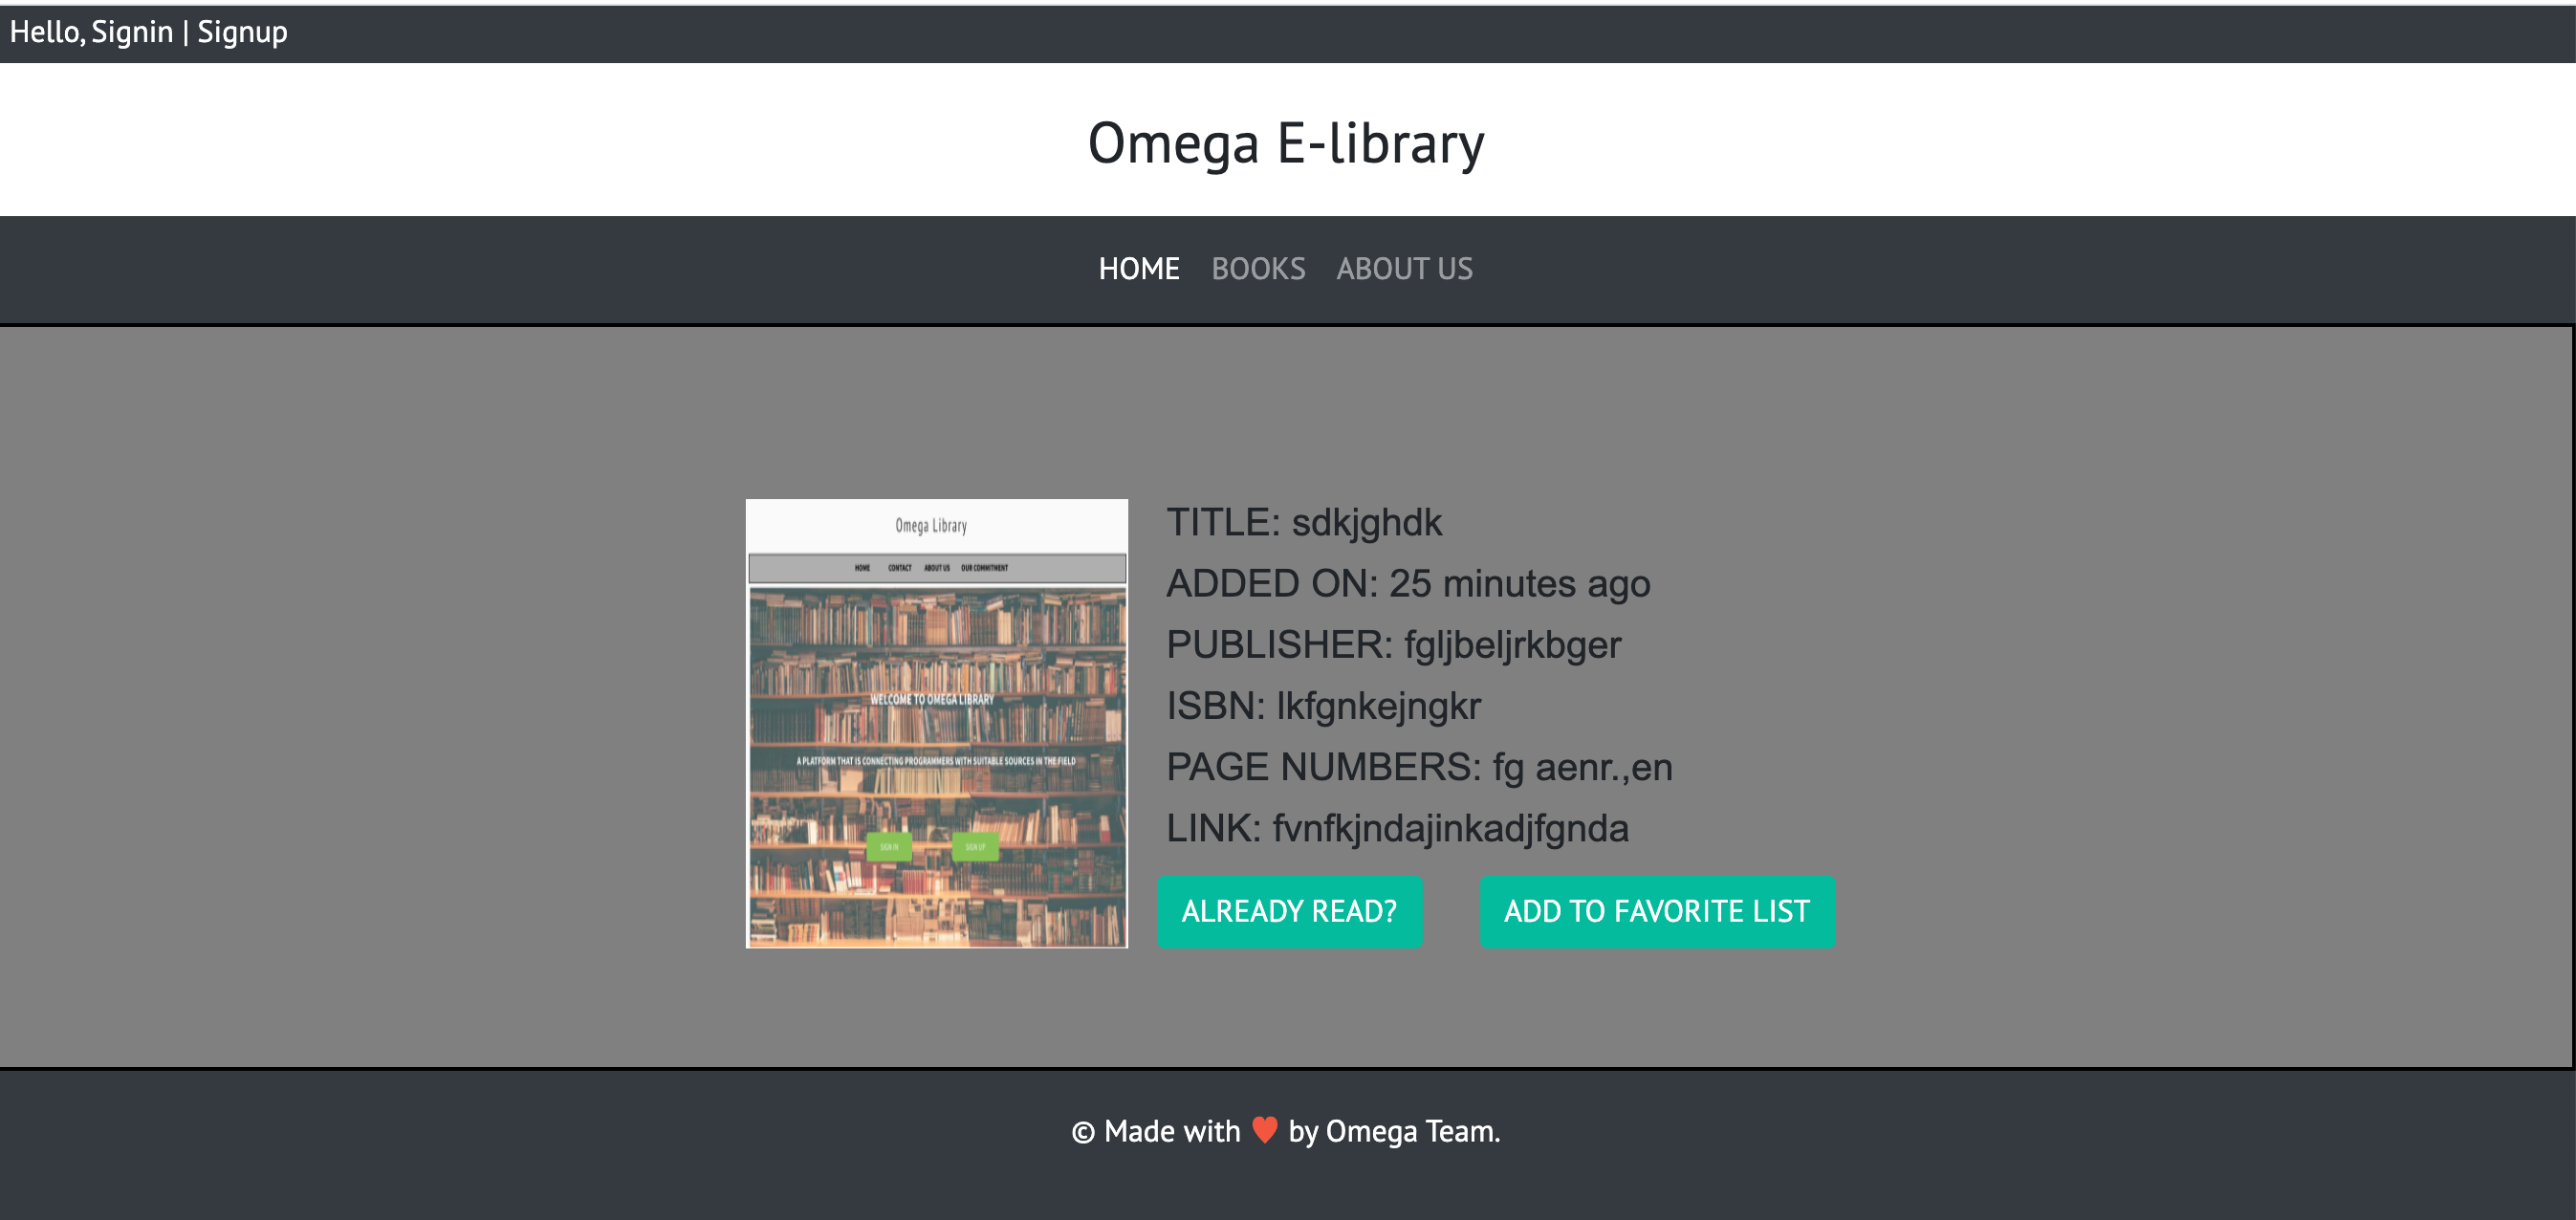 Hello, Signin | Signup
Omega E-library
HOME BOOKS ABOUT US
Omega Library
HOME CONTACT ABOUT US OUR COMMITMENT
WELCOME TO OMEGA LIBRARY
A PLATFORM THAT IS CONNECTING PROGRAMMERS WITH SUITABLE SOURCES IN THE FIELD
SIGN IN SIGN UP
TITLE: sdkjghdk
ADDED ON: 25 minutes ago
PUBLISHER: fgljbeljrkbger
ISBN: lkfgnkejngkr
PAGE NUMBERS: fg aenr.,en
LINK: fvnfkjndajinkadjfgnda
ALREADY READ? ADD TO FAVORITE LIST
© Made with ♥ by Omega Team.